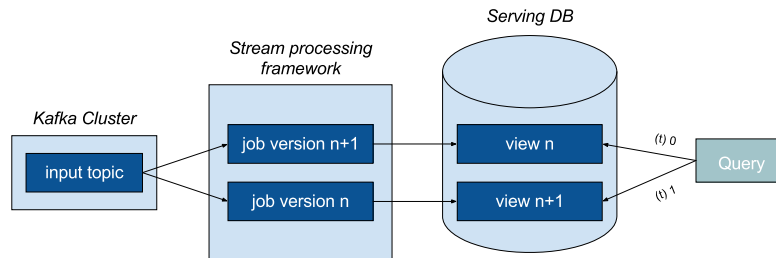 Serving DB
Stream processing
framework
Kafka Cluster
input topic
job version n+1
job version n
view n
view n+1
(t) 0
(t) 1
Query